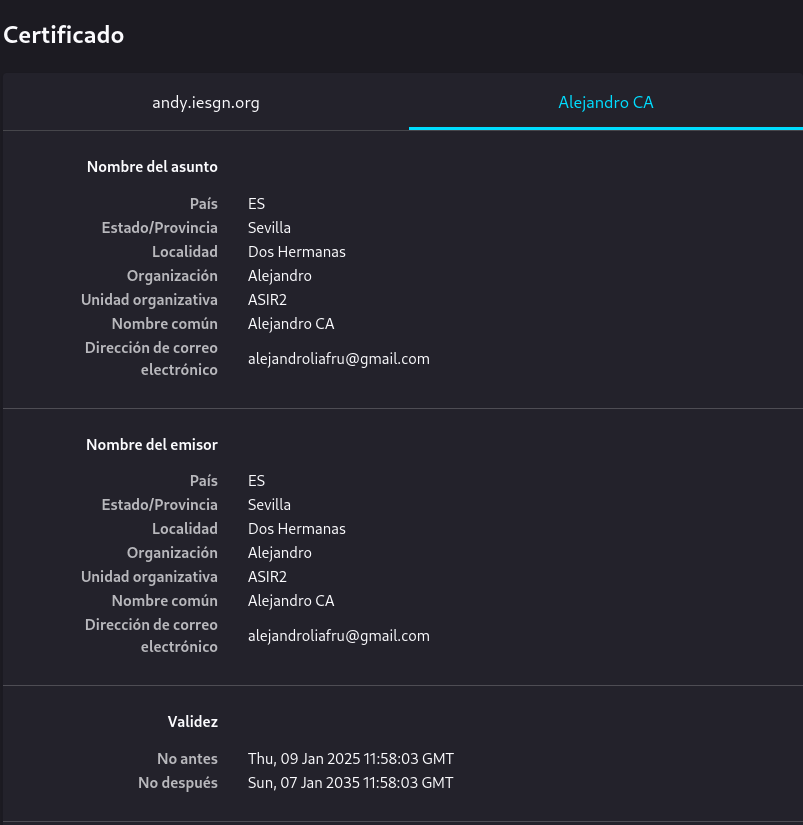 Certificado
andy.iesgn.org
Alejandro CA
Nombre del asunto
País ES
Estado/Provincia Sevilla
Localidad Dos Hermanas
Organización Alejandro
Unidad organizativa ASIR2
Nombre común Alejandro CA
Dirección de correo
electrónico alejandroliafru@gmail.com
Nombre del emisor
País ES
Estado/Provincia Sevilla
Localidad Dos Hermanas
Organización Alejandro
Unidad organizativa ASIR2
Nombre común Alejandro CA
Dirección de correo
electrónico alejandroliafru@gmail.com
Validez
No antes Thu, 09 Jan 2025 11:58:03 GMT
No después Sun, 07 Jan 2035 11:58:03 GMT